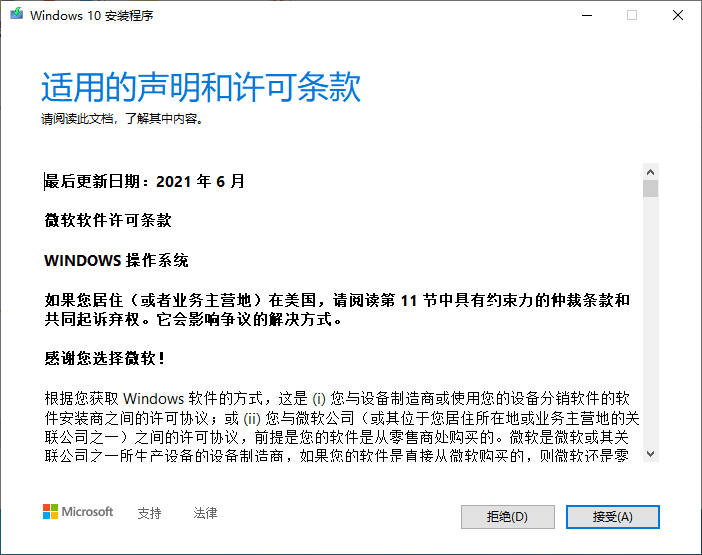 Windows 10 安装程序
适用的声明和许可条款
请阅读此文档，了解其中内容。
最后更新日期：2021 年 6 月
微软软件许可条款
WINDOWS 操作系统
如果您居住（或者业务主营地）在美国，请阅读第 11 节中具有约束力的仲裁条款和
共同起诉弃权。它会影响争议的解决方式。
感谢您选择微软！
根据您获取 Windows 软件的方式，这是 (i) 您与设备制造商或使用您的设备分销软件的软
件安装商之间的许可协议；或 (ii) 您与微软公司（或其位于您居住所在地或业务主营地的关
联公司之一）之间的许可协议，前提是您的软件是从零售商处购买的。微软是微软或其关
联公司之一所生产设备的设备制造商，如果您的软件是直接从微软购买的，则微软还是零
Microsoft 支持 法律 拒绝(D) 接受(A)